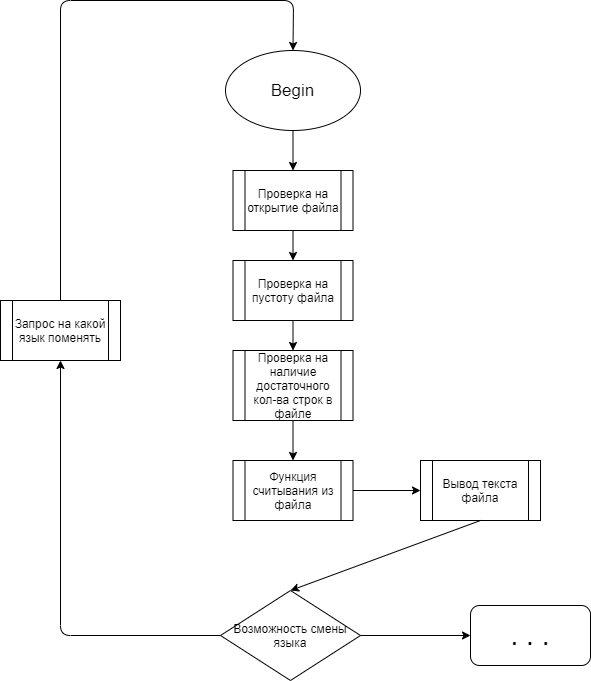 Begin
Проверка на
открытие файла
Проверка на
пустоту файла
Запрос на какой
язык поменять
Проверка на
наличие
достаточного
кол-ва строк в
файле
Функция
считывания из
файла
Вывод текста
файла
Возможность смены
языка
. . .